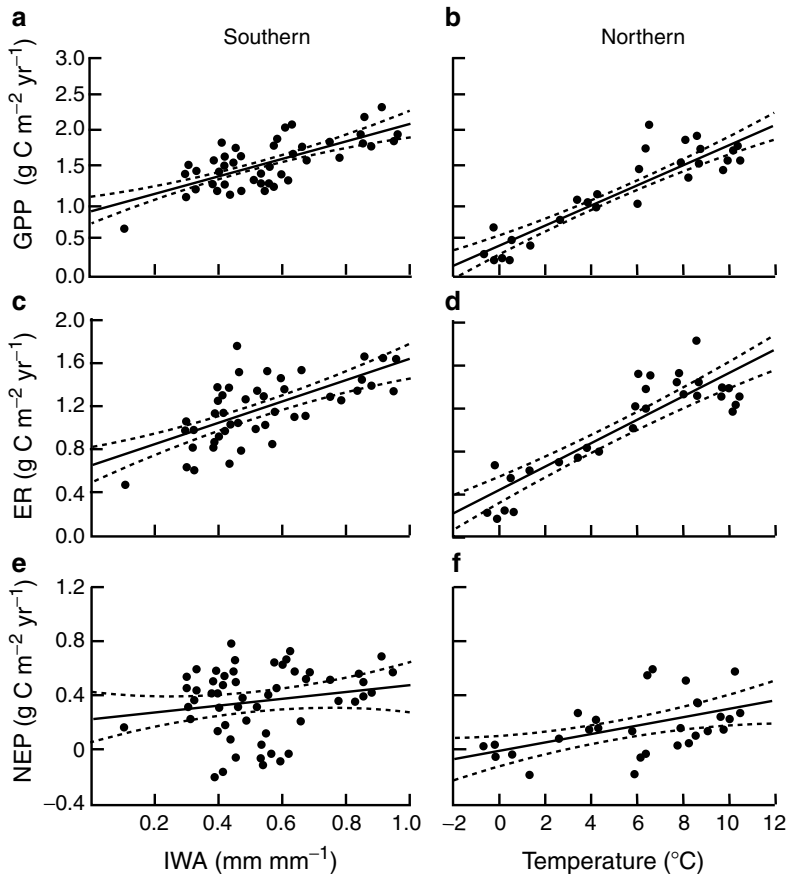 a
Southern
b
Northern
GPP (g C m−2 yr−1)
3.0
2.5
2.0
1.5
1.0
0.5
0.0
c
d
ER (g C m−2 yr−1)
2.0
1.6
1.2
0.8
0.4
0.0
e
f
NEP (g C m−2 yr−1)
1.2
0.8
0.4
0
−0.4
0.2 0.4 0.6 0.8 1.0
−2 0 2 4 6 8 10 12
IWA (mm mm−1)
Temperature (°C)